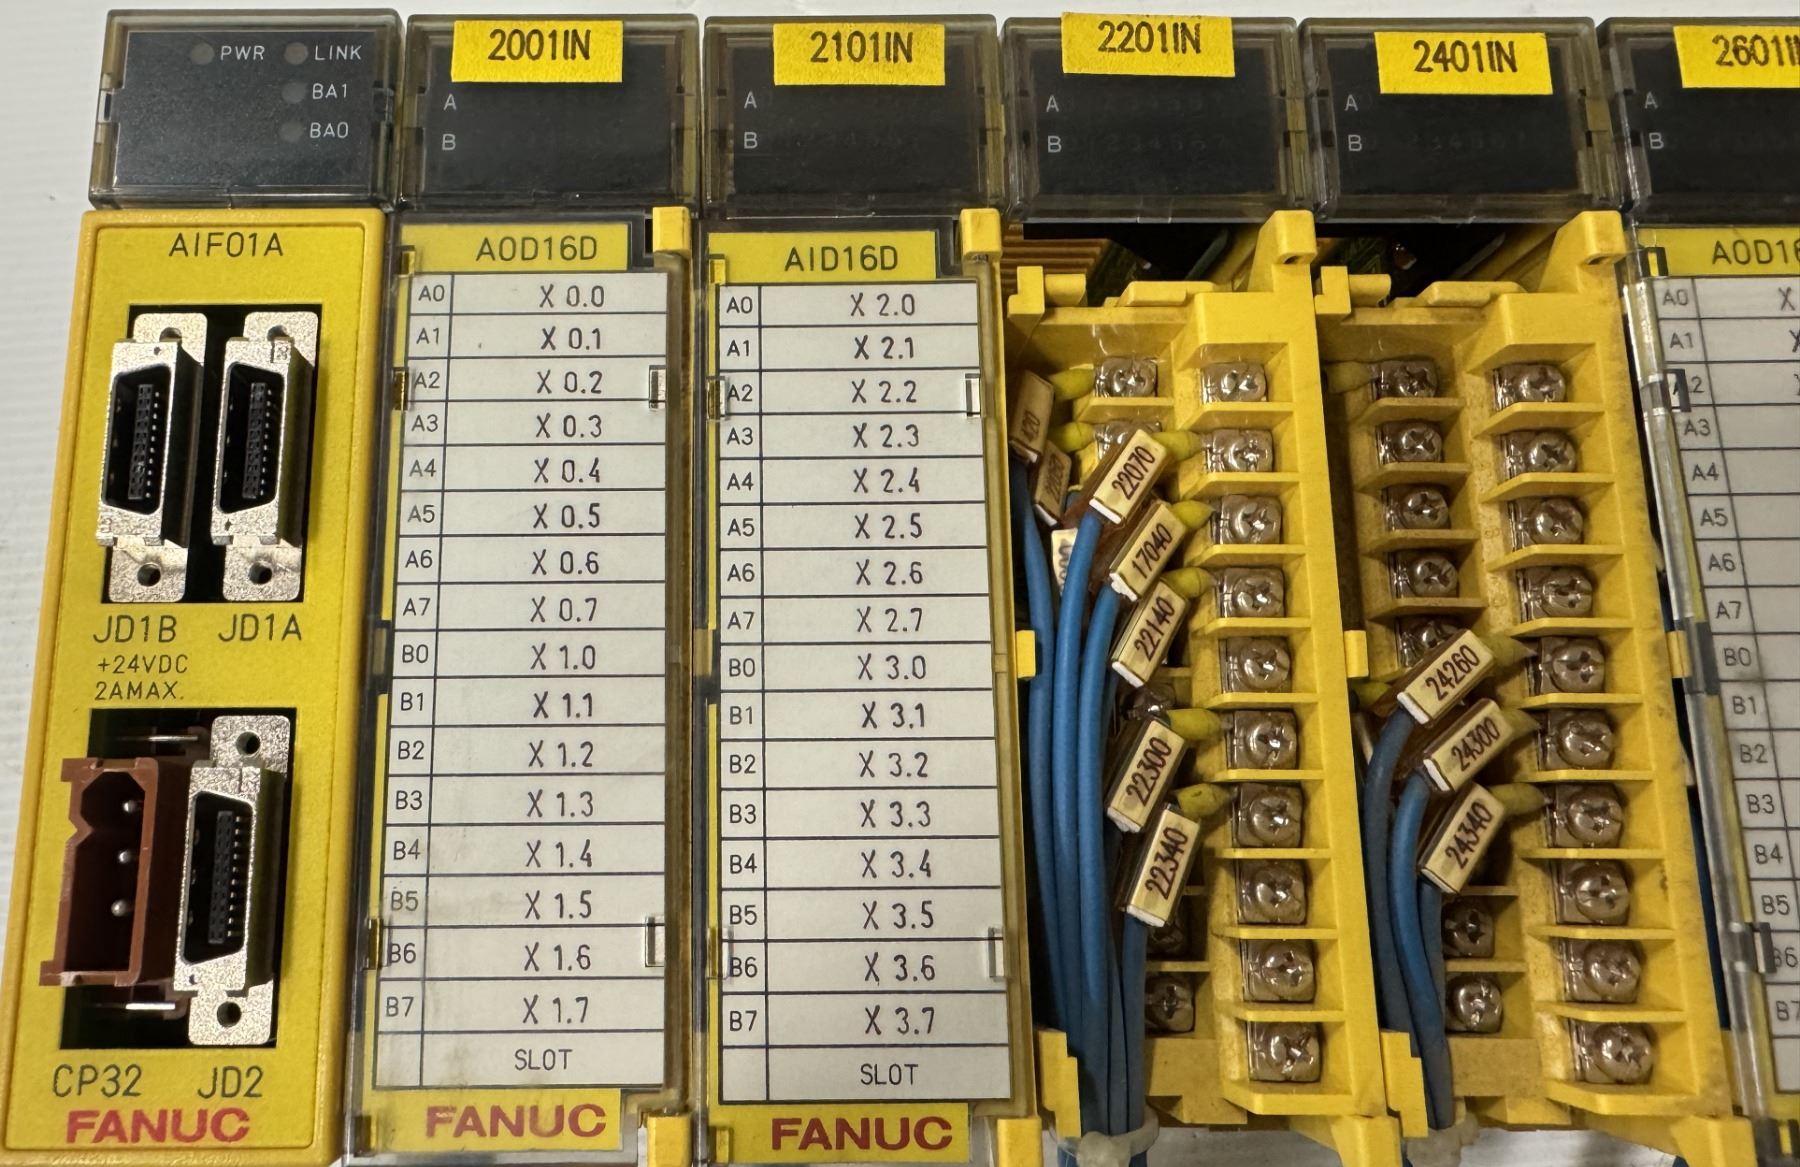 PWR LINK
BA1
BA0
AIF01A
JD1B JD1A
+24VDC
2AMAX.
CP32 JD2
FANUC
2001IN
A
B
AOD16D
A0 X 0.0
A1 X 0.1
A2 X 0.2
A3 X 0.3
A4 X 0.4
A5 X 0.5
A6 X 0.6
A7 X 0.7
B0 X 1.0
B1 X 1.1
B2 X 1.2
B3 X 1.3
B4 X 1.4
B5 X 1.5
B6 X 1.6
B7 X 1.7
SLOT
FANUC
2101IN
A
B
AID16D
A0 X 2.0
A1 X 2.1
A2 X 2.2
A3 X 2.3
A4 X 2.4
A5 X 2.5
A6 X 2.6
A7 X 2.7
B0 X 3.0
B1 X 3.1
B2 X 3.2
B3 X 3.3
B4 X 3.4
B5 X 3.5
B6 X 3.6
B7 X 3.7
SLOT
FANUC
2201IN
A
B
22070
17040
22140
22300
22340
2401IN
A
B
24260
24300
24340
A
B
A0 X
A1
A2
A3
A4
A5
A6
A7
B0
B1
B2
B3
B4
B5
B6
B7